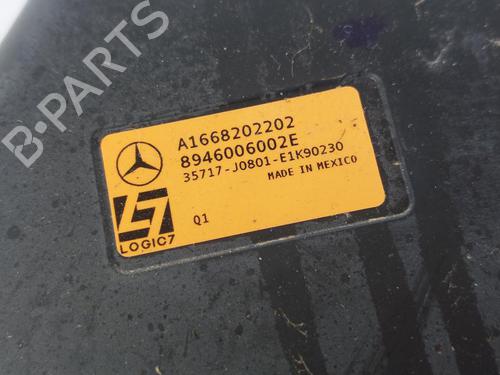 B-PARTS
A1668202202
8946006002E
35717-J0801-E1K90230
MADE IN MEXICO
Q1
LOGIC7